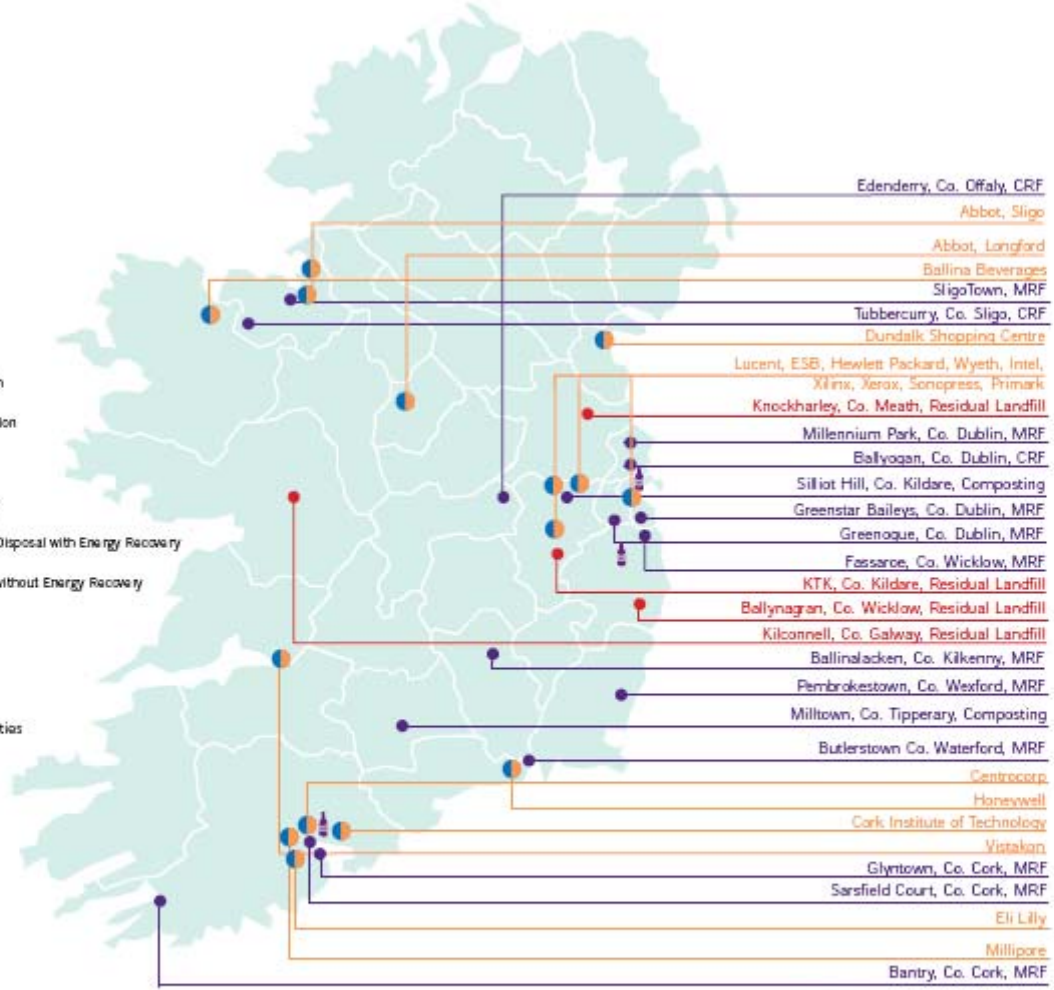 Edenderry, Co. Offaly, CRF
Abbot, Sligo
Abbot, Longford
Ballina Beverages
SligoTown, MRF
Tubbercurry, Co. Sligo, CRF
Dundalk Shopping Centre
Lucent, ESB, Hewlett Packard, Wyeth, Intel,
Xilinx, Xerox, Sonopress, Primark
Knockharley, Co. Meath, Residual Landfill
Millennium Park, Co. Dublin, MRF
Ballyogan, Co. Dublin, CRF
Silliot Hill, Co. Kildare, Composting
Greenstar Baileys, Co. Dublin, MRF
Greenogue, Co. Dublin, MRF
Fassaroe, Co. Wicklow, MRF
KTK, Co. Kildare, Residual Landfill
Ballynagran, Co. Wicklow, Residual Landfill
Kilconnell, Co. Galway, Residual Landfill
Ballinalacken, Co. Kilkenny, MRF
Pembrokestown, Co. Wexford, MRF
Milltown, Co. Tipperary, Composting
Butlerstown Co. Waterford, MRF
Centrocorp
Honeywell
Cork Institute of Technology
Vistakon
Glyntown, Co. Cork, MRF
Sarsfield Court, Co. Cork, MRF
Eli Lilly
Millipore
Bantry, Co. Cork, MRF
Disposal with Energy Recovery
without Energy Recovery